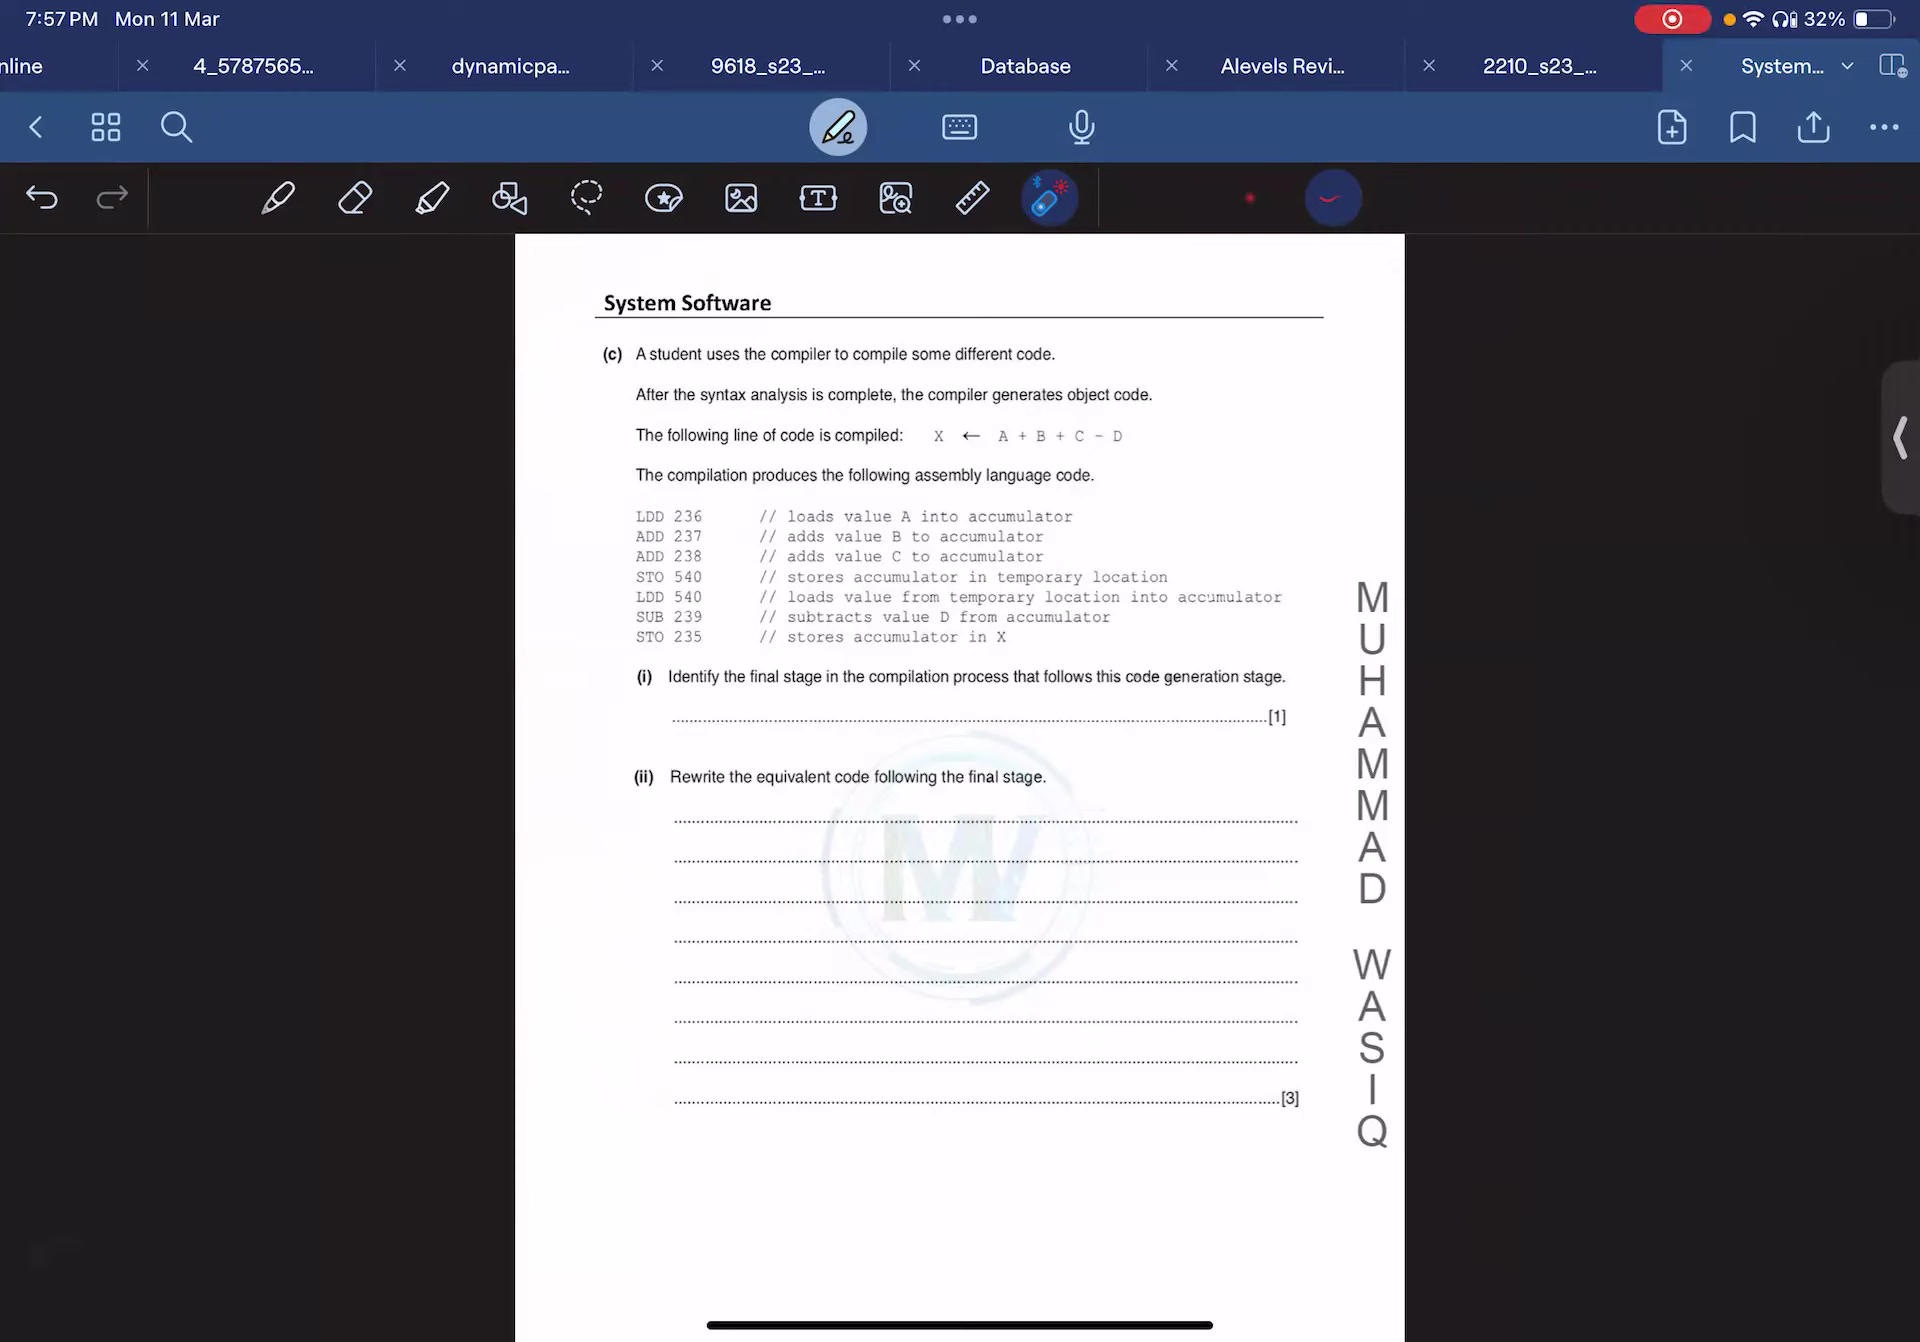 7:57 PM Mon 11 Mar
32%
nline
4_5787565...
dynamicpa...
9618_s23_...
Database
Alevels Revi...
2210_s23_...
System...
System Software
(c) A student uses the compiler to compile some different code.
After the syntax analysis is complete, the compiler generates object code.
The following line of code is compiled: X ← A + B + C - D
The compilation produces the following assembly language code.
LDD 236 // loads value A into accumulator
ADD 237 // adds value B to accumulator
ADD 238 // adds value C to accumulator
STO 540 // stores accumulator in temporary location
LDD 540 // loads value from temporary location into accumulator
SUB 239 // subtracts value D from accumulator
STO 235 // stores accumulator in X
(i) Identify the final stage in the compilation process that follows this code generation stage.
[1]
(ii) Rewrite the equivalent code following the final stage.
[3]
MUHAMMAD WASIQ
MW